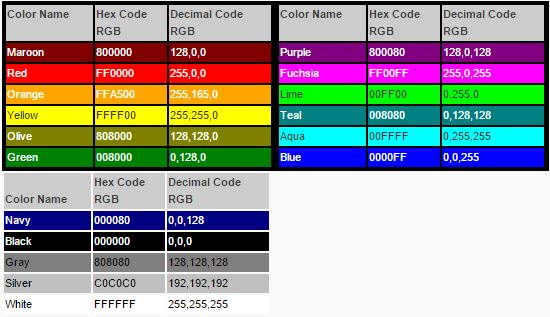 Color Name Hex Code RGB Decimal Code RGB
Maroon 800000 128,0,0
Red FF0000 255,0,0
Orange FFA500 255,165,0
Yellow FFFF00 255,255,0
Olive 808000 128,128,0
Green 008000 0,128,0
Color Name Hex Code RGB Decimal Code RGB
Purple 800080 128,0,128
Fuchsia FF00FF 255,0,255
Lime 00FF00 0,255,0
Teal 008080 0,128,128
Aqua 00FFFF 0,255,255
Blue 0000FF 0,0,255
Color Name Hex Code RGB Decimal Code RGB
Navy 000080 0,0,128
Black 000000 0,0,0
Gray 808080 128,128,128
Silver C0C0C0 192,192,192
White FFFFFF 255,255,255